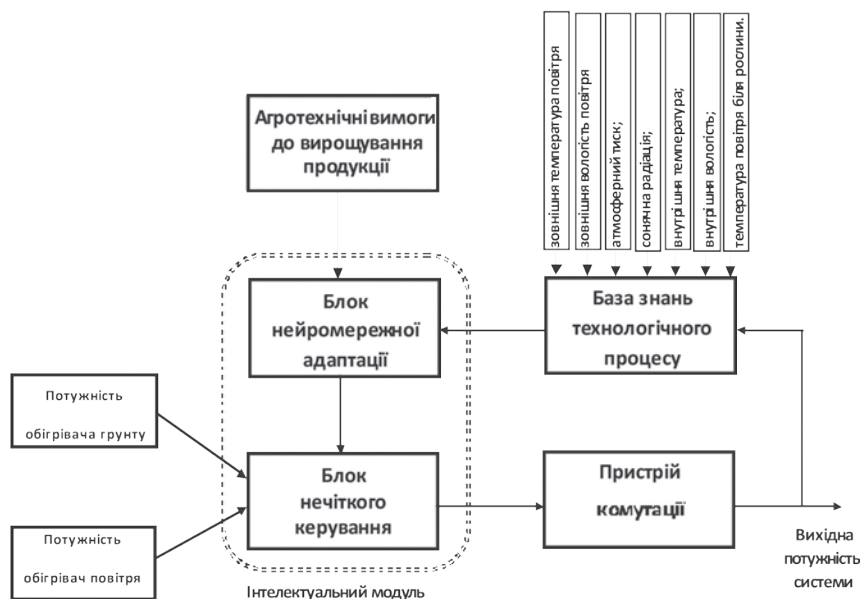 зовнішня температура повітря
зовнішня вологість повітря
атмосферний тиск;
сонячна радіація;
внутрішня температура;
внутрішня вологість;
температура повітря біля рослини.
Агротехнічні вимоги
до вирощування
продукції
Блок
нейромережної
адаптації
База знань
технологічного
процесу
Потужність
обігрівача грунту
Блок
нечіткого
керування
Пристрій
комутації
Потужність
обігрівач повітря
Вихідна
потужність
системи
Інтелектуальний модуль